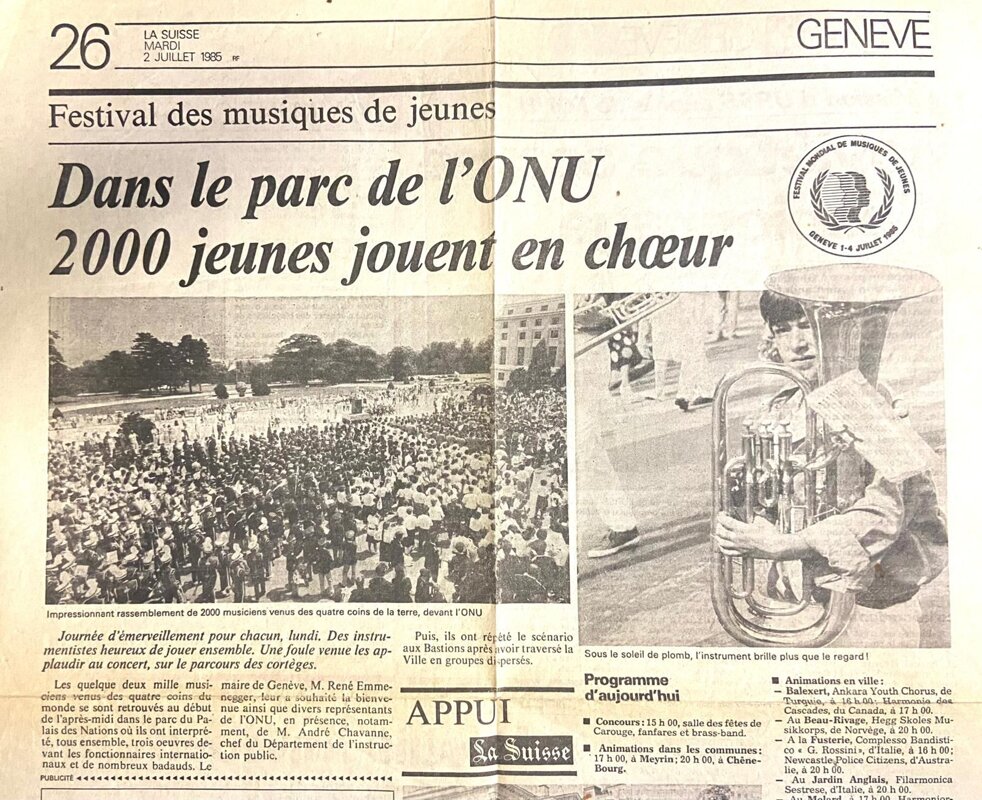 26
LA SUISSE
MARDI
2 JUILLET 1985 RF
GENEVE
Festival des musiques de jeunes
Dans le parc de l'ONU
2000 jeunes jouent en chœur
FESTIVAL MONDIAL DE MUSIQUES DE JEUNES
GENEVE 1-4 JUILLET 1985
Impressionnant rassemblement de 2000 musiciens venus des quatre coins de la terre, devant l'ONU
Sous le soleil de plomb, l'instrument brille plus que le regard!
Journée d'émerveillement pour chacun, lundi. Des instru-
mentistes heureux de jouer ensemble. Une foule venue les ap-
plaudir au concert, sur le parcours des cortèges.
Les quelque deux mille musi-
ciens venus des quatre coins du
monde se sont retrouvés au début
de l'après-midi dans le parc du Pa-
lais des Nations où ils ont interpré-
té, tous ensemble, trois oeuvres de-
vant les fonctionnaires internatio-
naux et de nombreux badauds. Le
maire de Genève, M. René Emme-
negger, leur a souhaité la bienve-
nue ainsi que divers représentants
de l'ONU, en présence, notam-
ment, de M. André Chavanne,
chef du Département de l'instruc-
tion publique.
Puis, ils ont répété le scénario
aux Bastions après avoir traversé la
Ville en groupes dispersés.
PUBLICITÉ
APPUI
La Suisse
Programme
d'aujourd'hui
■ Concours: 15 h 00, salle des fêtes de
Carouge, fanfares et brass-band.
■ Animations dans les communes:
17 h 00, à Meyrin; 20 h 00, à Chêne-
Bourg.
■ Animations en ville:
– Balexert, Ankara Youth Chorus, de
Turquie, à 16 h 00; Harmonie des
Cascades, du Canada, à 17 h 00.
– Au Beau-Rivage, Hegg Skoles Mu-
sikkorps, de Norvège, à 20 h 00.
– A la Fusterie, Complesso Bandisti-
co « G. Rossini», d'Italie, à 16 h 00;
Newcastle Police Citizens, d'Austra-
lie, à 20 h 00.
– Au Jardin Anglais, Filarmonica
Sestrese, d'Italie, à 20 h 00.
– Au Molard, à 17 h 00, Harmonior-